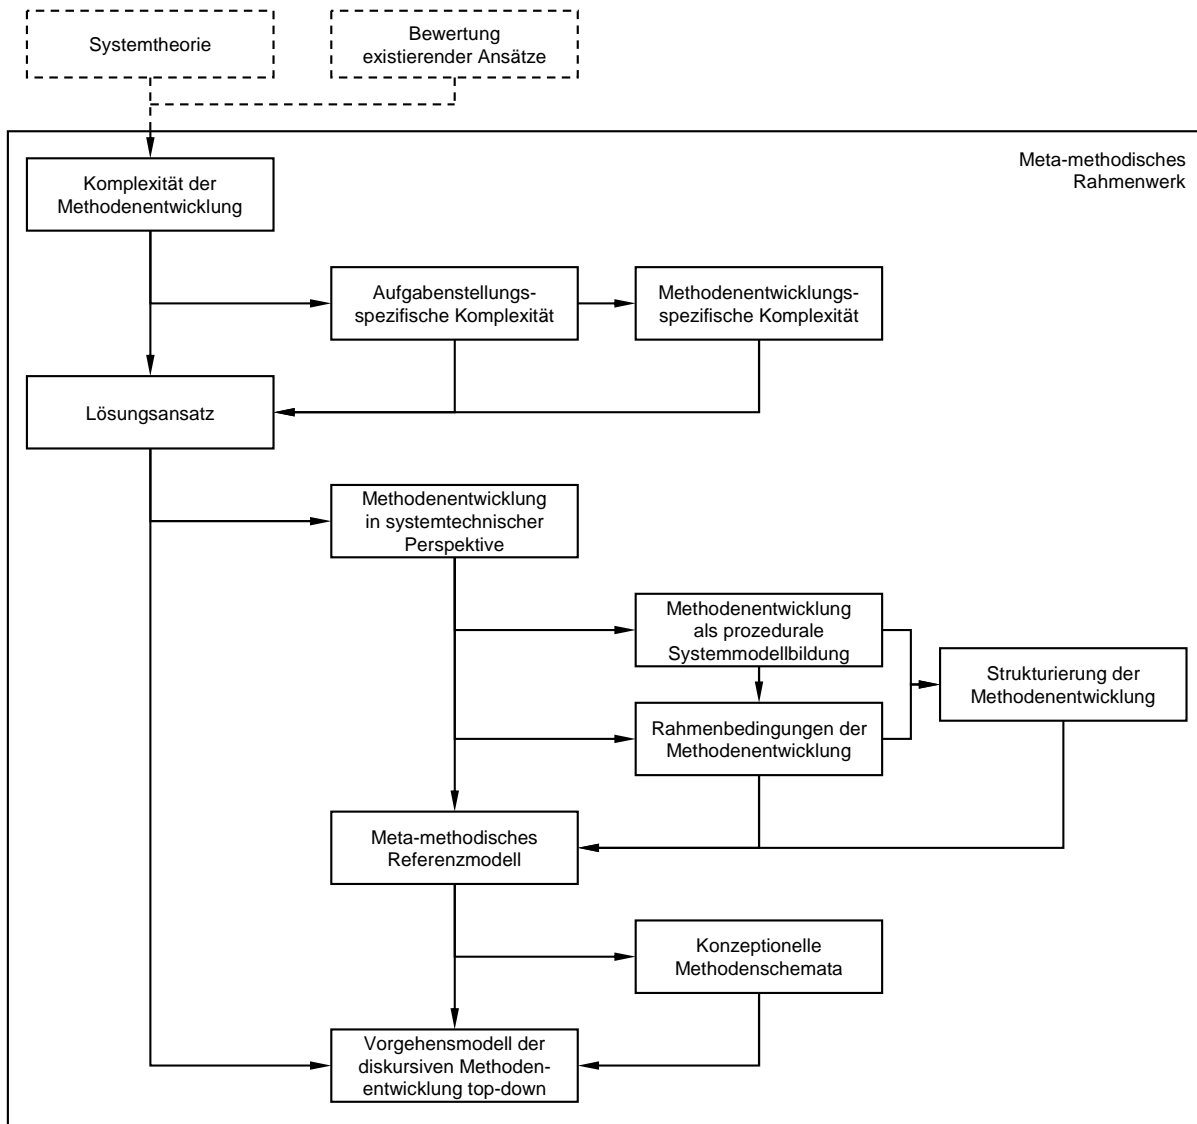 Systemtheorie
Bewertung
existierender Ansätze
Meta-methodisches
Rahmenwerk
Komplexität der
Methodenentwicklung
Aufgabenstellungs-
spezifische Komplexität
Methodenentwicklungs-
spezifische Komplexität
Lösungsansatz
Methodenentwicklung
in systemtechnischer
Perspektive
Methodenentwicklung
als prozedurale
Systemmodellbildung
Strukturierung der
Methodenentwicklung
Rahmenbedingungen der
Methodenentwicklung
Meta-methodisches
Referenzmodell
Konzeptionelle
Methodenschemata
Vorgehensmodell der
diskursiven Methoden-
entwicklung top-down